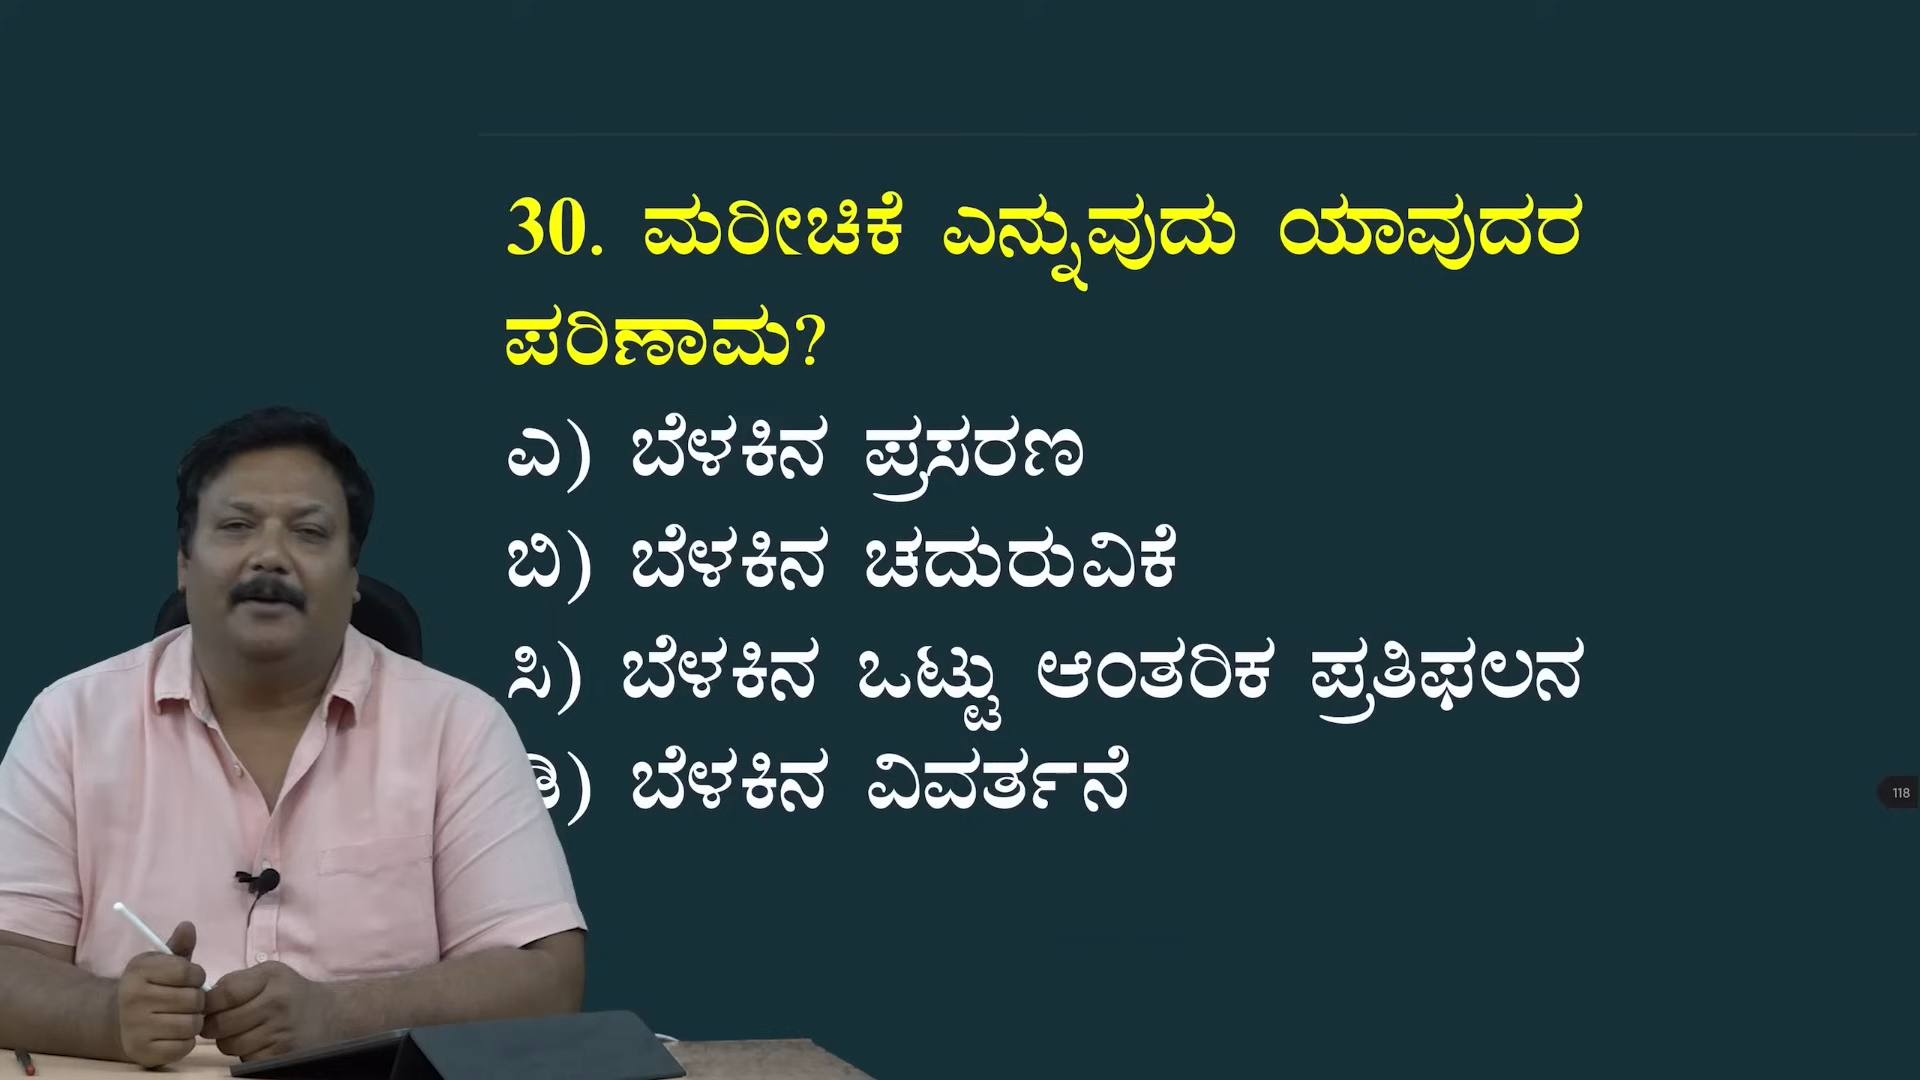 30. ಮರೀಚಿಕೆ ಎನ್ನುವುದು ಯಾವುದರ
ಪರಿಣಾಮ?
ಎ) ಬೆಳಕಿನ ಪ್ರಸರಣ
ಬಿ) ಬೆಳಕಿನ ಚದುರುವಿಕೆ
ಸಿ) ಬೆಳಕಿನ ಒಟ್ಟು ಆಂತರಿಕ ಪ್ರತಿಫಲನ
ಡಿ) ಬೆಳಕಿನ ವಿವರ್ತನೆ
118